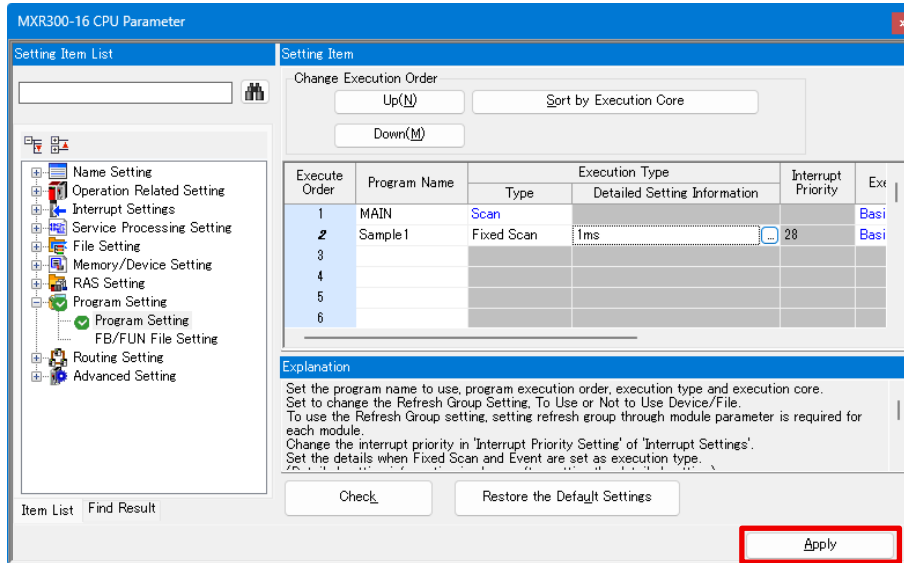 MXR300-16 CPU Parameter
Setting Item List
Setting Item
Change Execution Order
Up(N)
Sort by Execution Core
Down(M)
Name Setting
Operation Related Setting
Interrupt Settings
Service Processing Setting
File Setting
Memory/Device Setting
RAS Setting
Program Setting
Program Setting
FB/FUN File Setting
Routing Setting
Advanced Setting
Item List Find Result
Execute Order Program Name Execution Type Interrupt Priority Exe
Type Detailed Setting Information
1 MAIN Scan Basi
2 Sample1 Fixed Scan 1ms ... 28 Basi
3
4
5
6
Explanation
Set the program name to use, program execution order, execution type and execution core.
Set to change the Refresh Group Setting, To Use or Not to Use Device/File.
To use the Refresh Group setting, setting refresh group through module parameter is required for
each module.
Change the interrupt priority in 'Interrupt Priority Setting' of 'Interrupt Settings'.
Set the details when Fixed Scan and Event are set as execution type.
Check
Restore the Default Settings
Apply